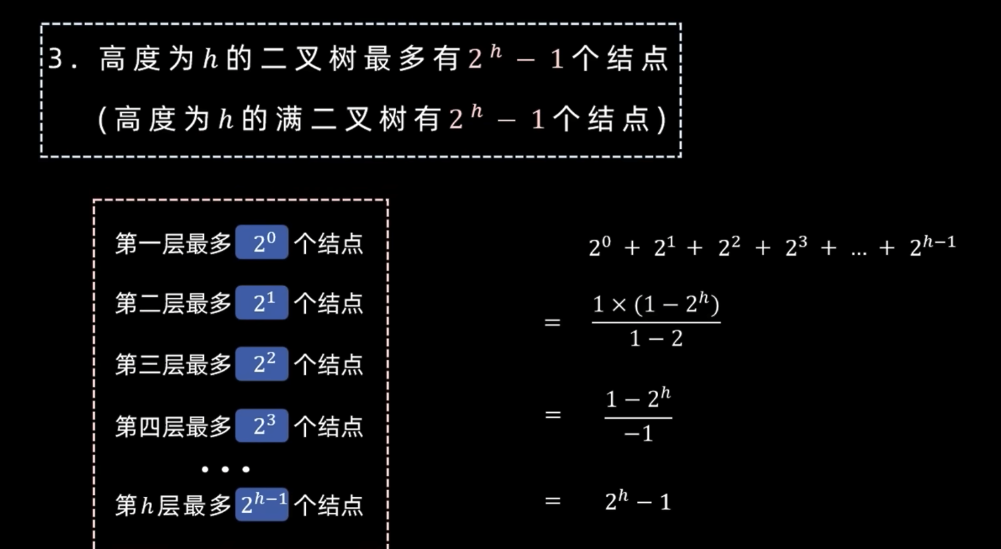 3. 高度为h的二叉树最多有2^h − 1个结点
(高度为h的满二叉树有2^h − 1个结点)
第一层最多 2^0 个结点
第二层最多 2^1 个结点
第三层最多 2^2 个结点
第四层最多 2^3 个结点
...
第h层最多 2^{h−1} 个结点
2^0 + 2^1 + 2^2 + 2^3 + ... + 2^{h−1}
= \frac{1 × (1 − 2^h)}{1 − 2}
= \frac{1 − 2^h}{−1}
= 2^h − 1